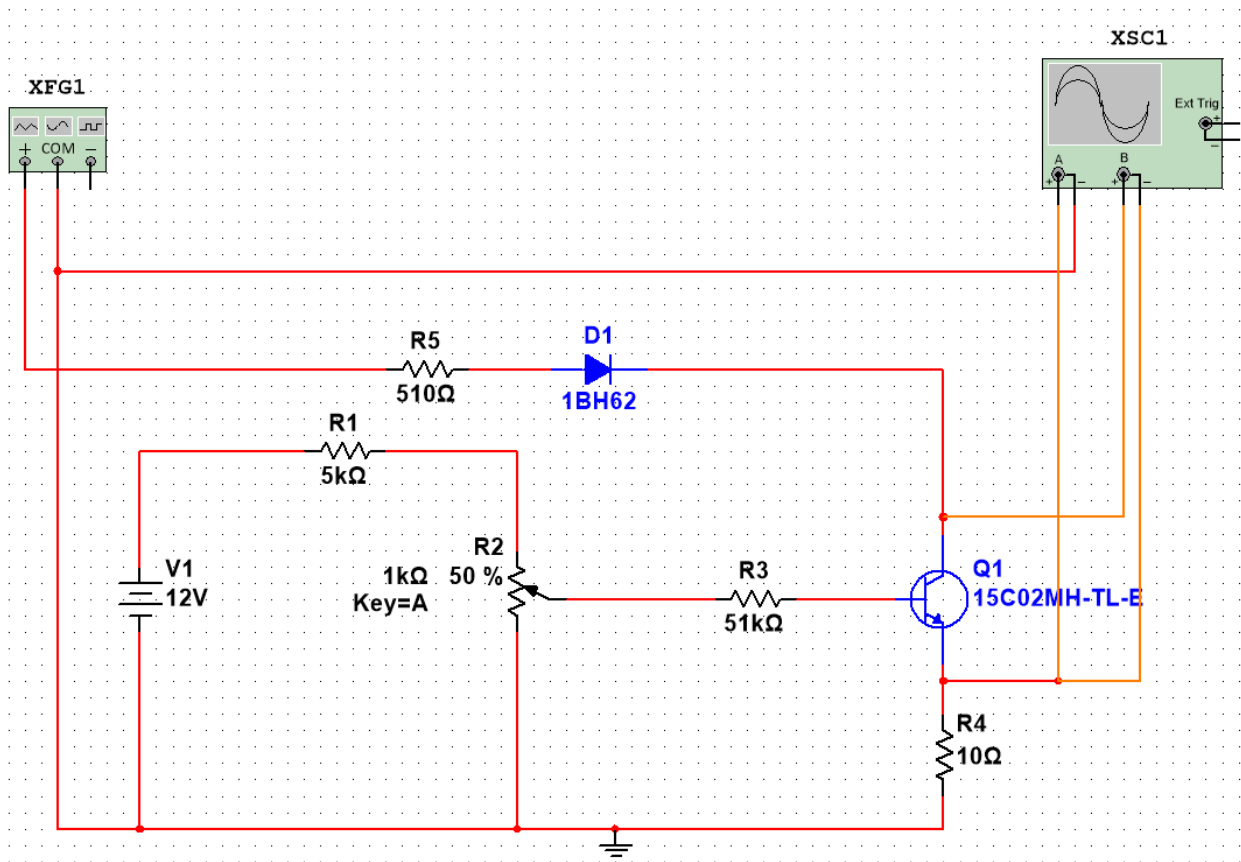 XSC1
XFG1
Ext Trig
+
−
+ COM −
A
B
+ −
+ −
R5
510Ω
D1
1BH62
R1
5kΩ
V1
12V
R2
1kΩ 50 %
Key=A
R3
51kΩ
Q1
15C02MH-TL-E
R4
10Ω